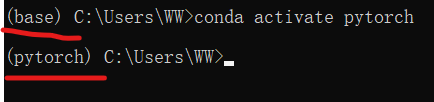 (base) C:\Users\WW>conda activate pytorch
(pytorch) C:\Users\WW>